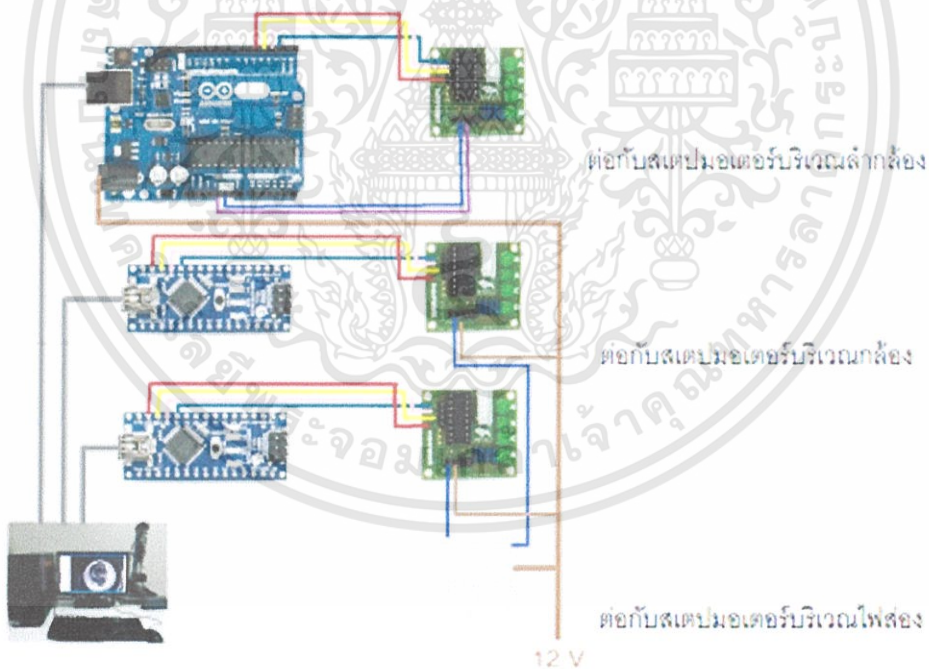 ต่อกับสเตปมอเตอร์บริเวณลำกล้อง
ต่อกับสเตปมอเตอร์บริเวณกล้อง
ต่อกับสเตปมอเตอร์บริเวณไฟส่อง
12 V